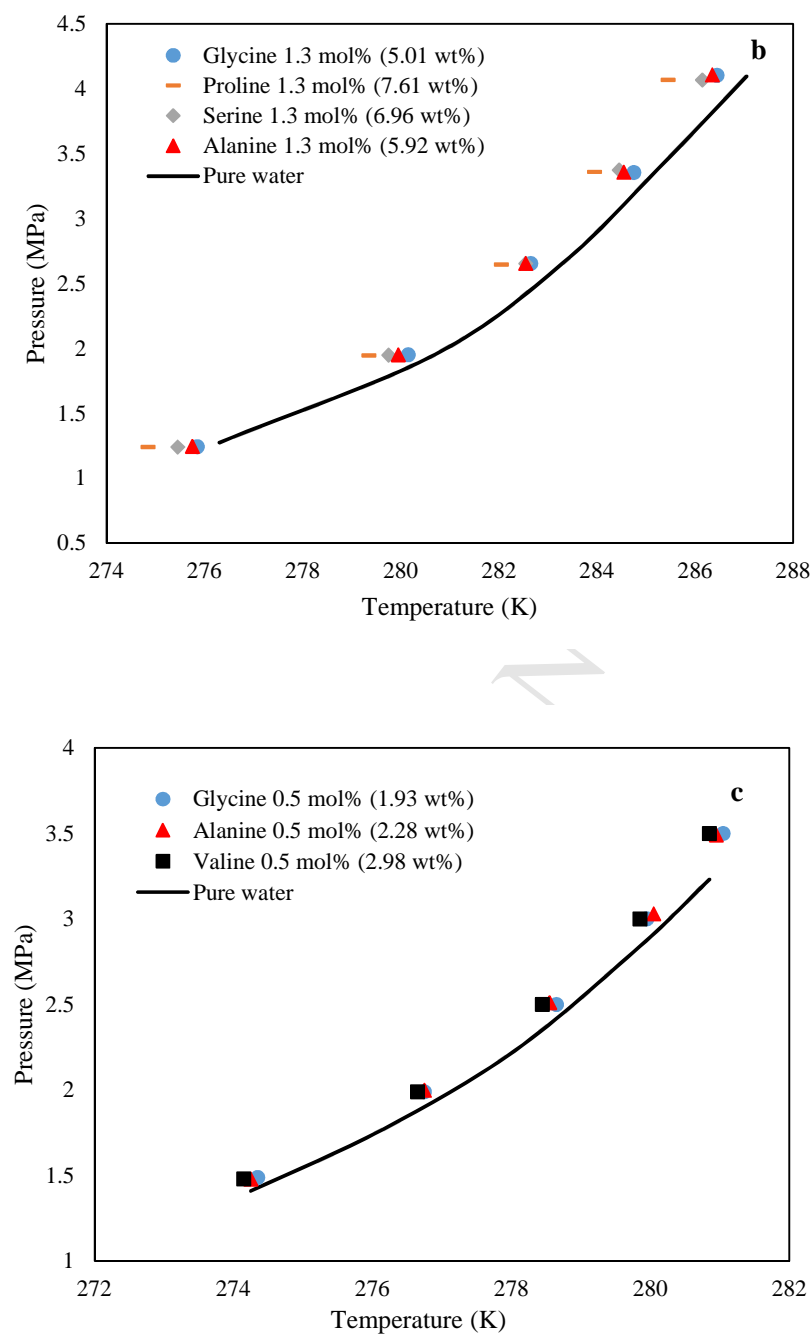 4.5
4
3.5
3
2.5
2
1.5
1
0.5
Pressure (MPa)
Glycine 1.3 mol% (5.01 wt%)
Proline 1.3 mol% (7.61 wt%)
Serine 1.3 mol% (6.96 wt%)
Alanine 1.3 mol% (5.92 wt%)
Pure water
b
274 276 278 280 282 284 286 288
Temperature (K)
4
3.5
3
2.5
2
1.5
1
Pressure (MPa)
Glycine 0.5 mol% (1.93 wt%)
Alanine 0.5 mol% (2.28 wt%)
Valine 0.5 mol% (2.98 wt%)
Pure water
c
272 274 276 278 280 282
Temperature (K)